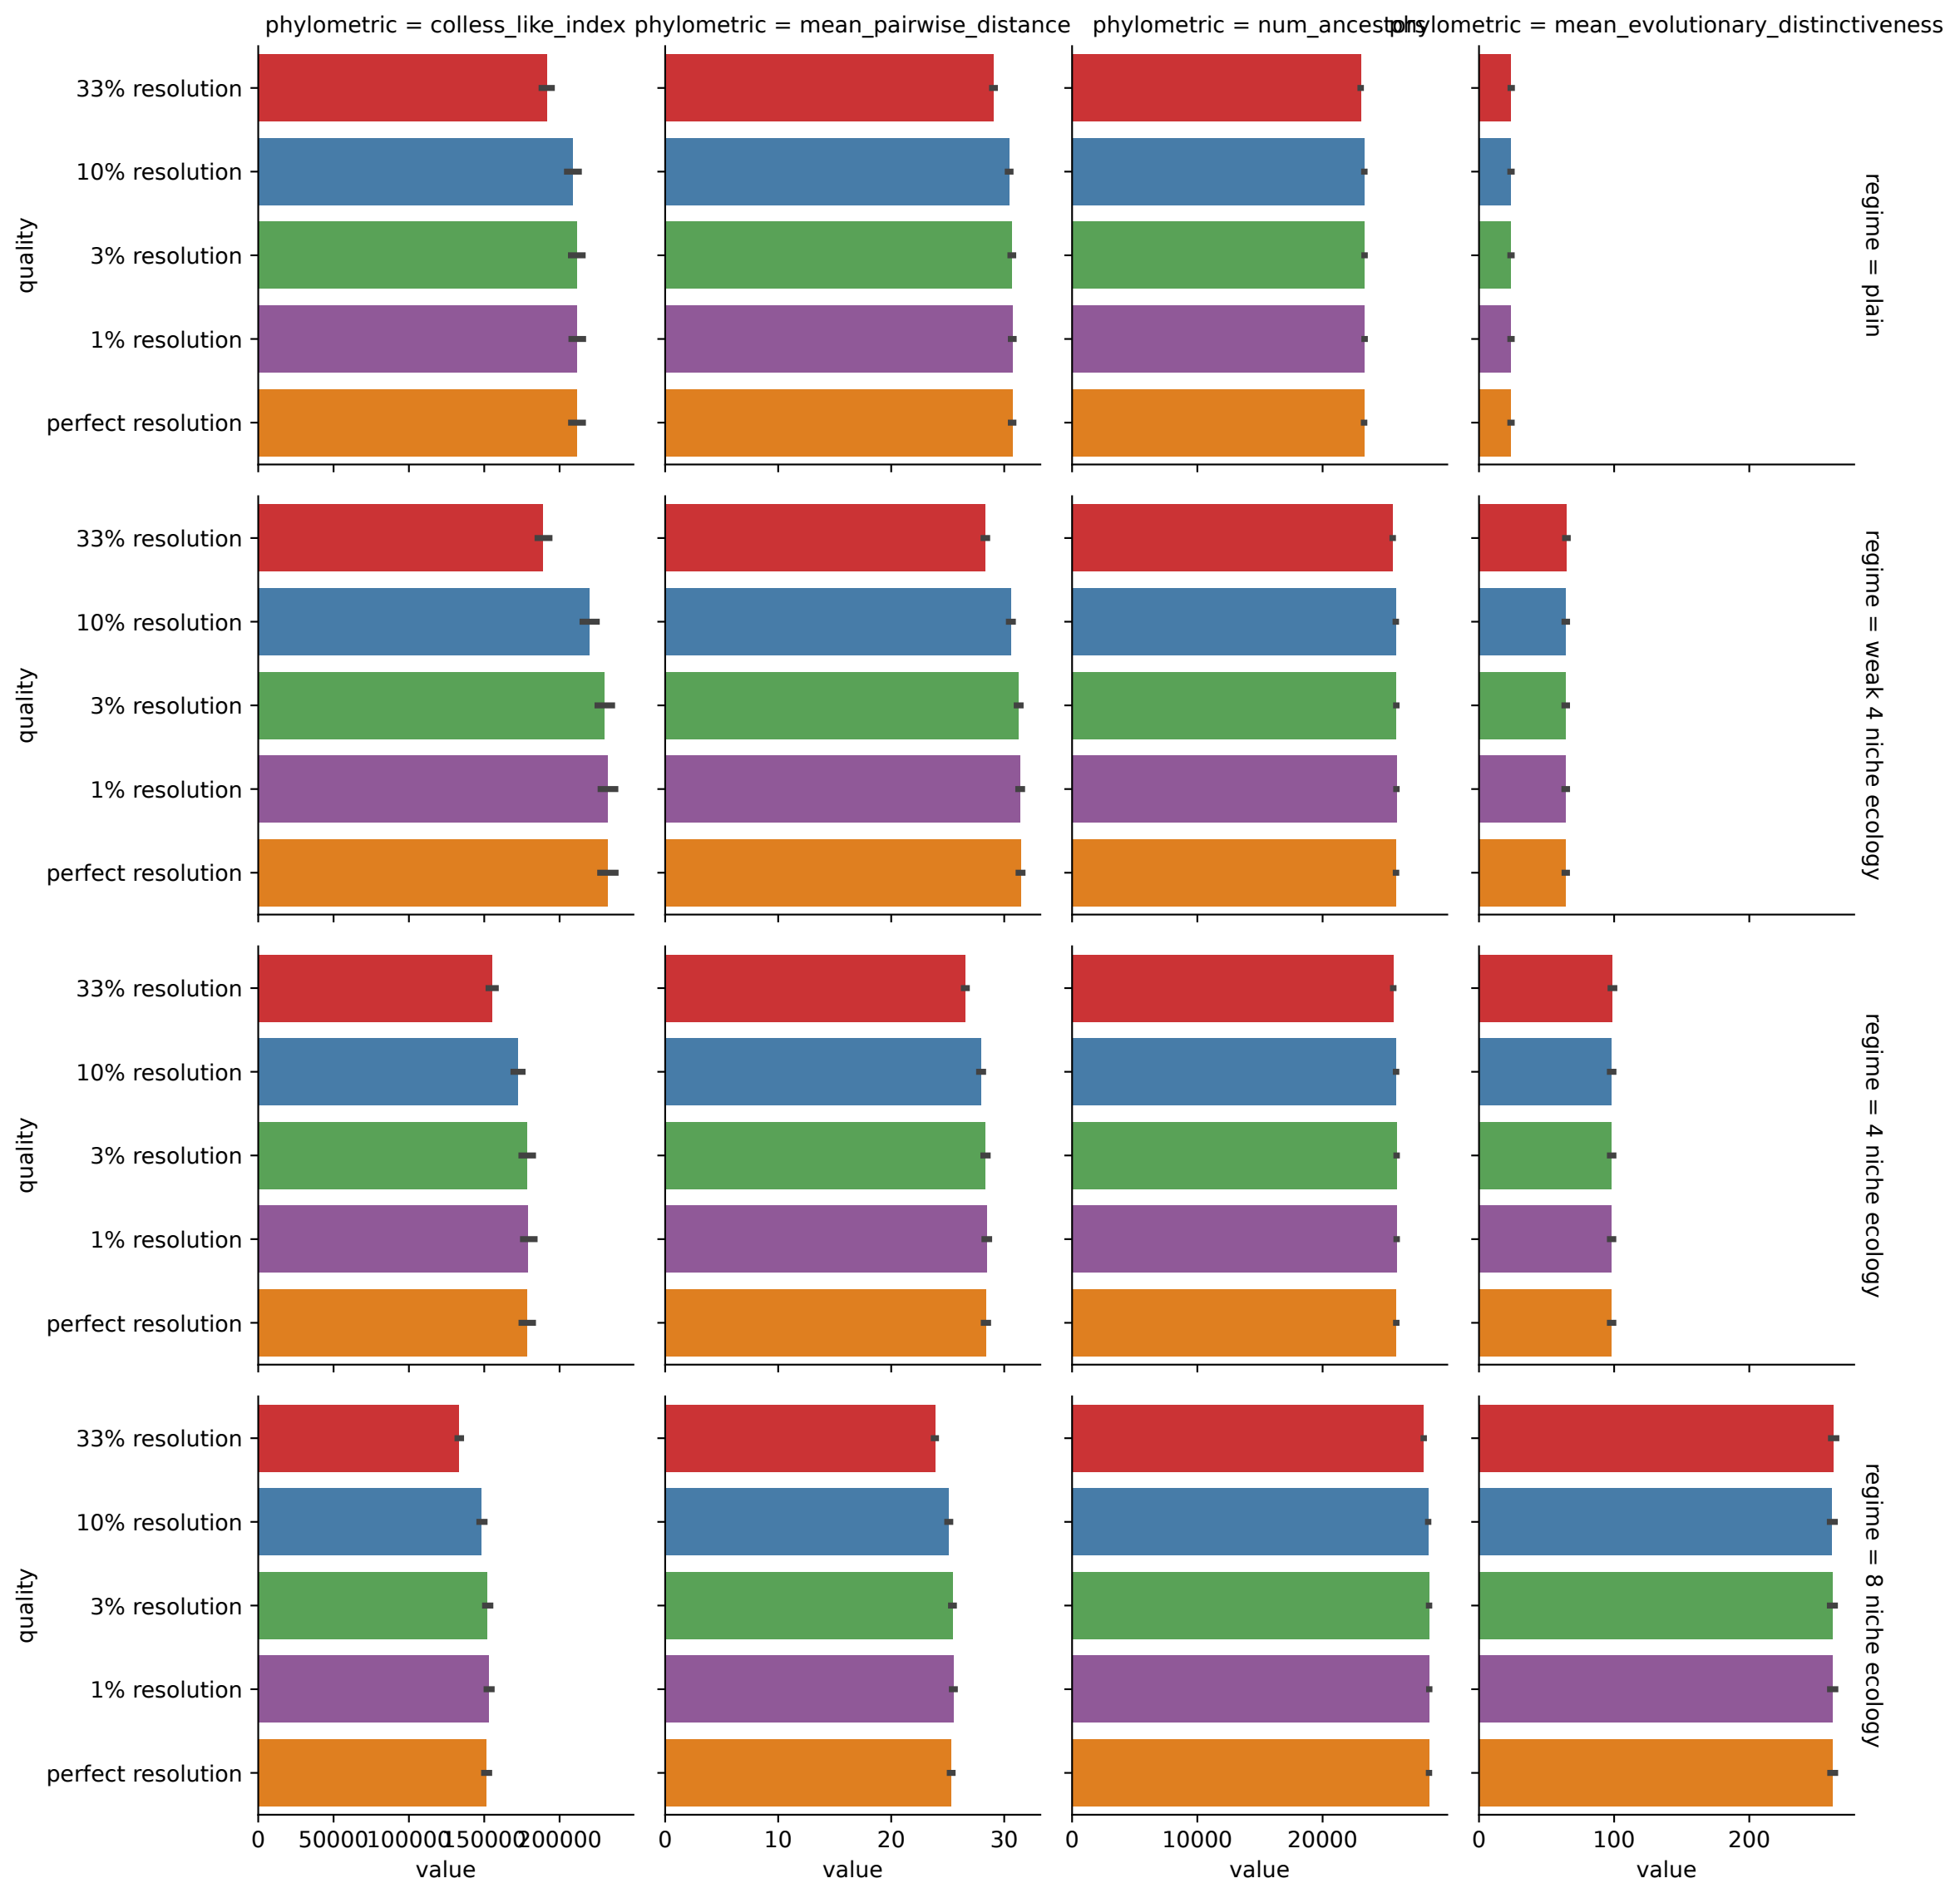 phylometric = colless_like_index
phylometric = mean_pairwise_distance
phylometric = num_ancestors
phylometric = mean_evolutionary_distinctiveness
quality
33% resolution
10% resolution
3% resolution
1% resolution
perfect resolution
regime = plain
quality
33% resolution
10% resolution
3% resolution
1% resolution
perfect resolution
regime = weak 4 niche ecology
quality
33% resolution
10% resolution
3% resolution
1% resolution
perfect resolution
regime = 4 niche ecology
quality
33% resolution
10% resolution
3% resolution
1% resolution
perfect resolution
regime = 8 niche ecology
0 50000 100000 150000 200000
0 10 20 30
0 10000 20000
0 100 200
value
value
value
value